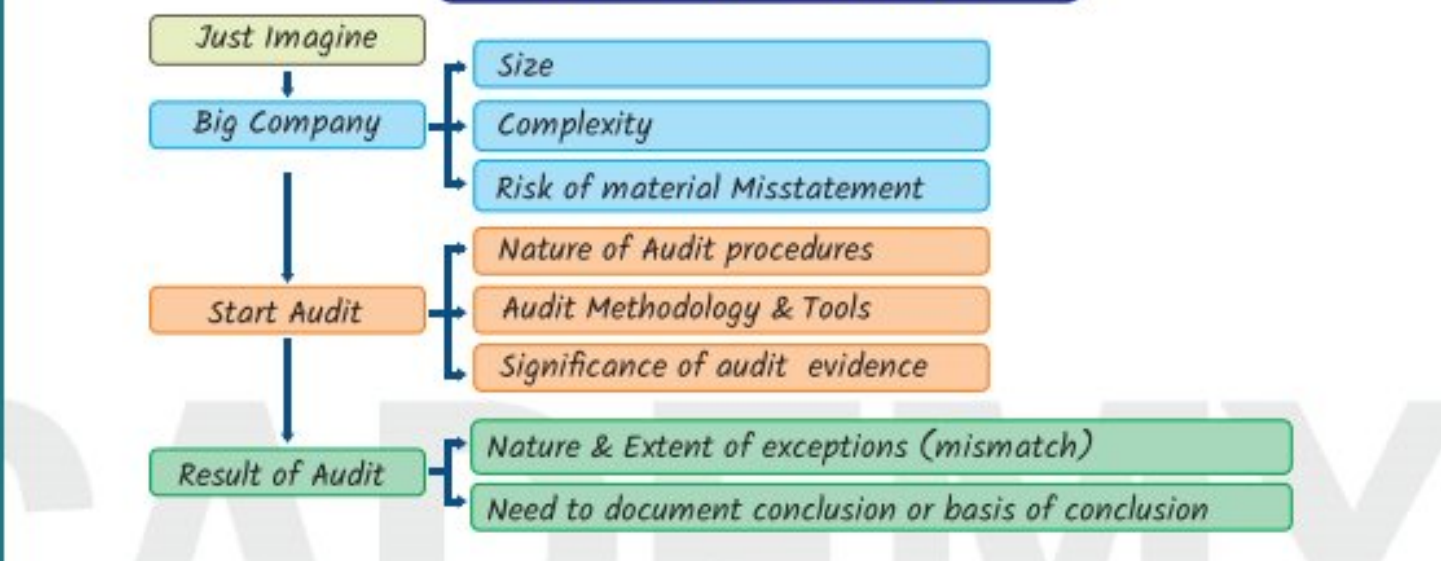 Just Imagine
Size
Big Company
Complexity
Risk of material Misstatement
Nature of Audit procedures
Start Audit
Audit Methodology & Tools
Significance of audit evidence
Nature & Extent of exceptions (mismatch)
Result of Audit
Need to document conclusion or basis of conclusion